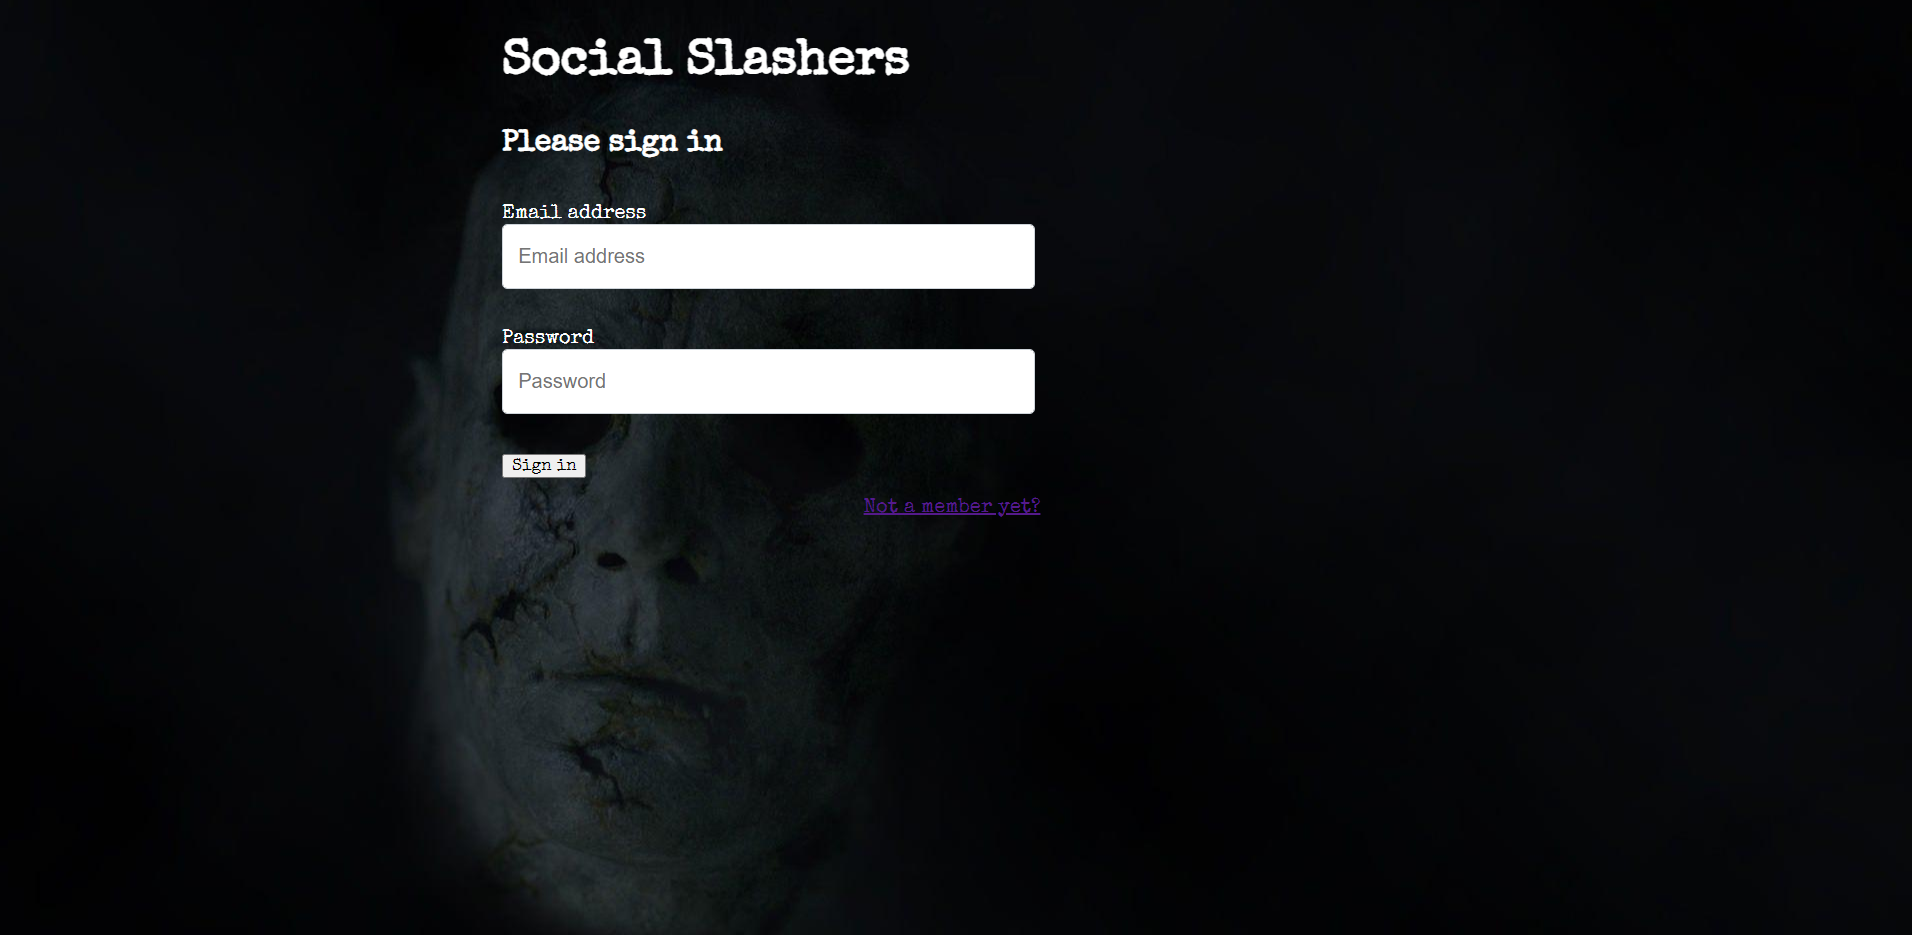 Social Slashers
Please sign in
Email address
Email address
Password
Password
Sign in
Not a member yet?